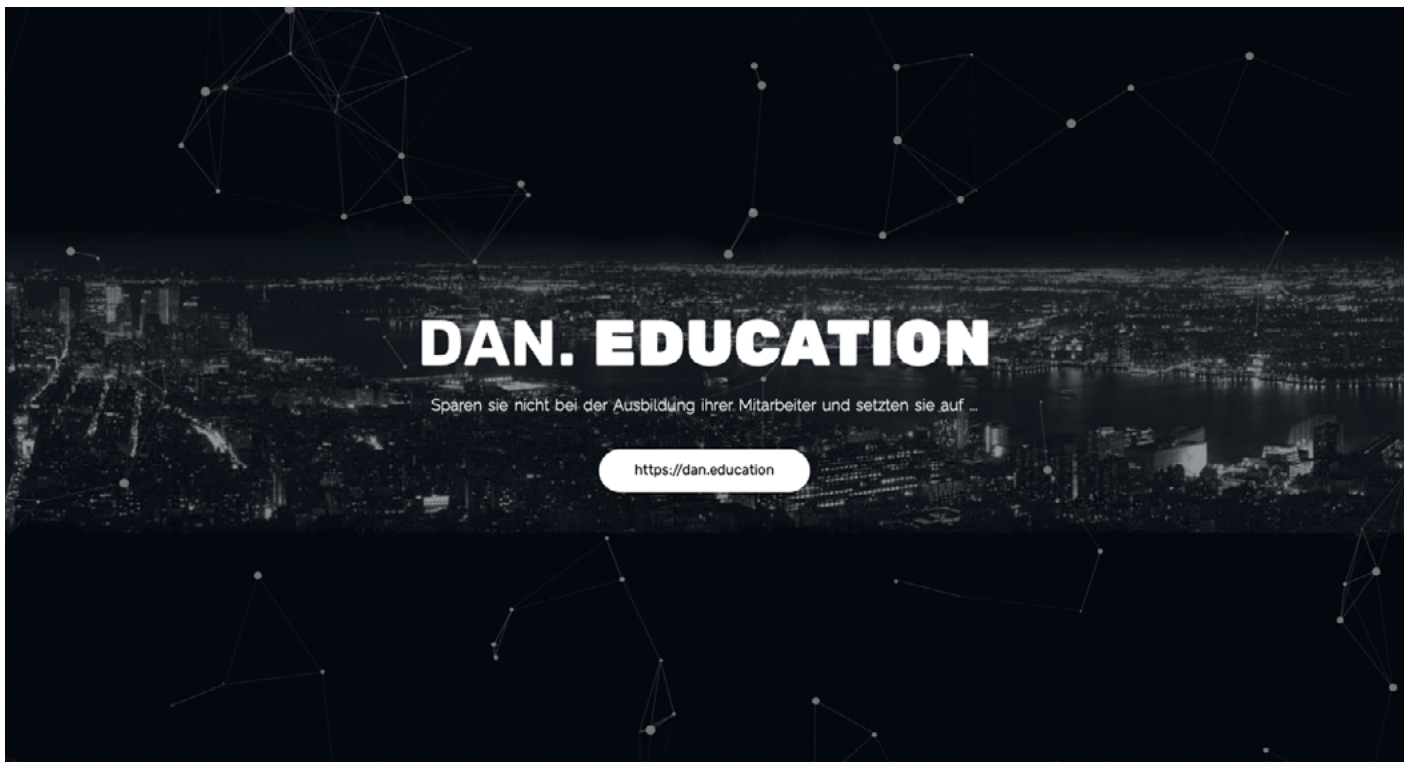 DAN. EDUCATION
Sparen sie nicht bei der Ausbildung ihrer Mitarbeiter und setzten sie auf ...
https://dan.education